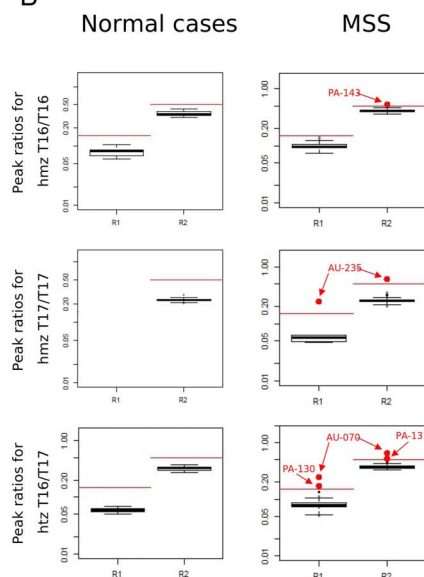 Normal cases MSS
Peak ratios for
hmz T16/T16
0.50
0.20
0.05
0.01
R1 R2
1.00
0.20
0.05
0.01
PA-143
R1 R2
Peak ratios for
hmz T17/T17
0.50
0.20
0.05
0.01
R1 R2
1.00
0.20
0.05
0.01
AU-235
R1 R2
Peak ratios for
htz T16/T17
1.00
0.20
0.05
0.01
R1 R2
1.00
0.20
0.05
0.01
AU-070
PA-130
R1 R2